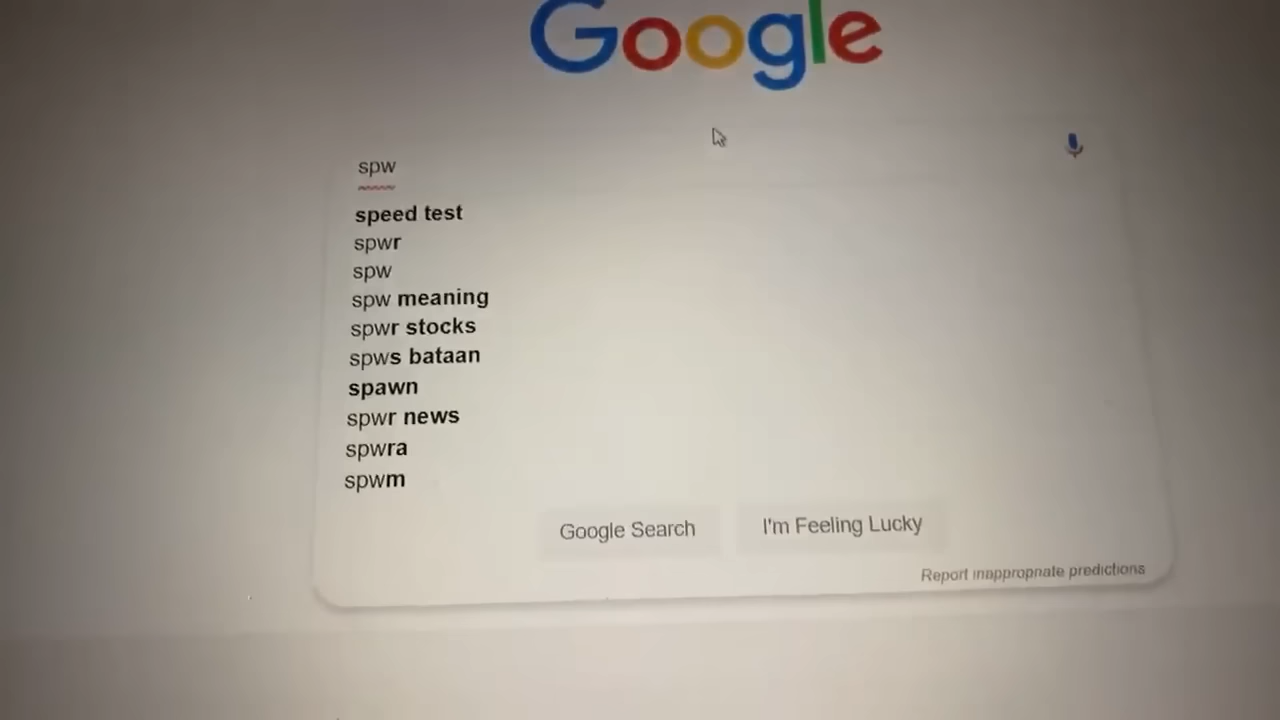 Google
spw
speed test
spwr
spw
spw meaning
spwr stocks
spws bataan
spawn
spwr news
spwra
spwm
Google Search I'm Feeling Lucky
Report inappropriate predictions